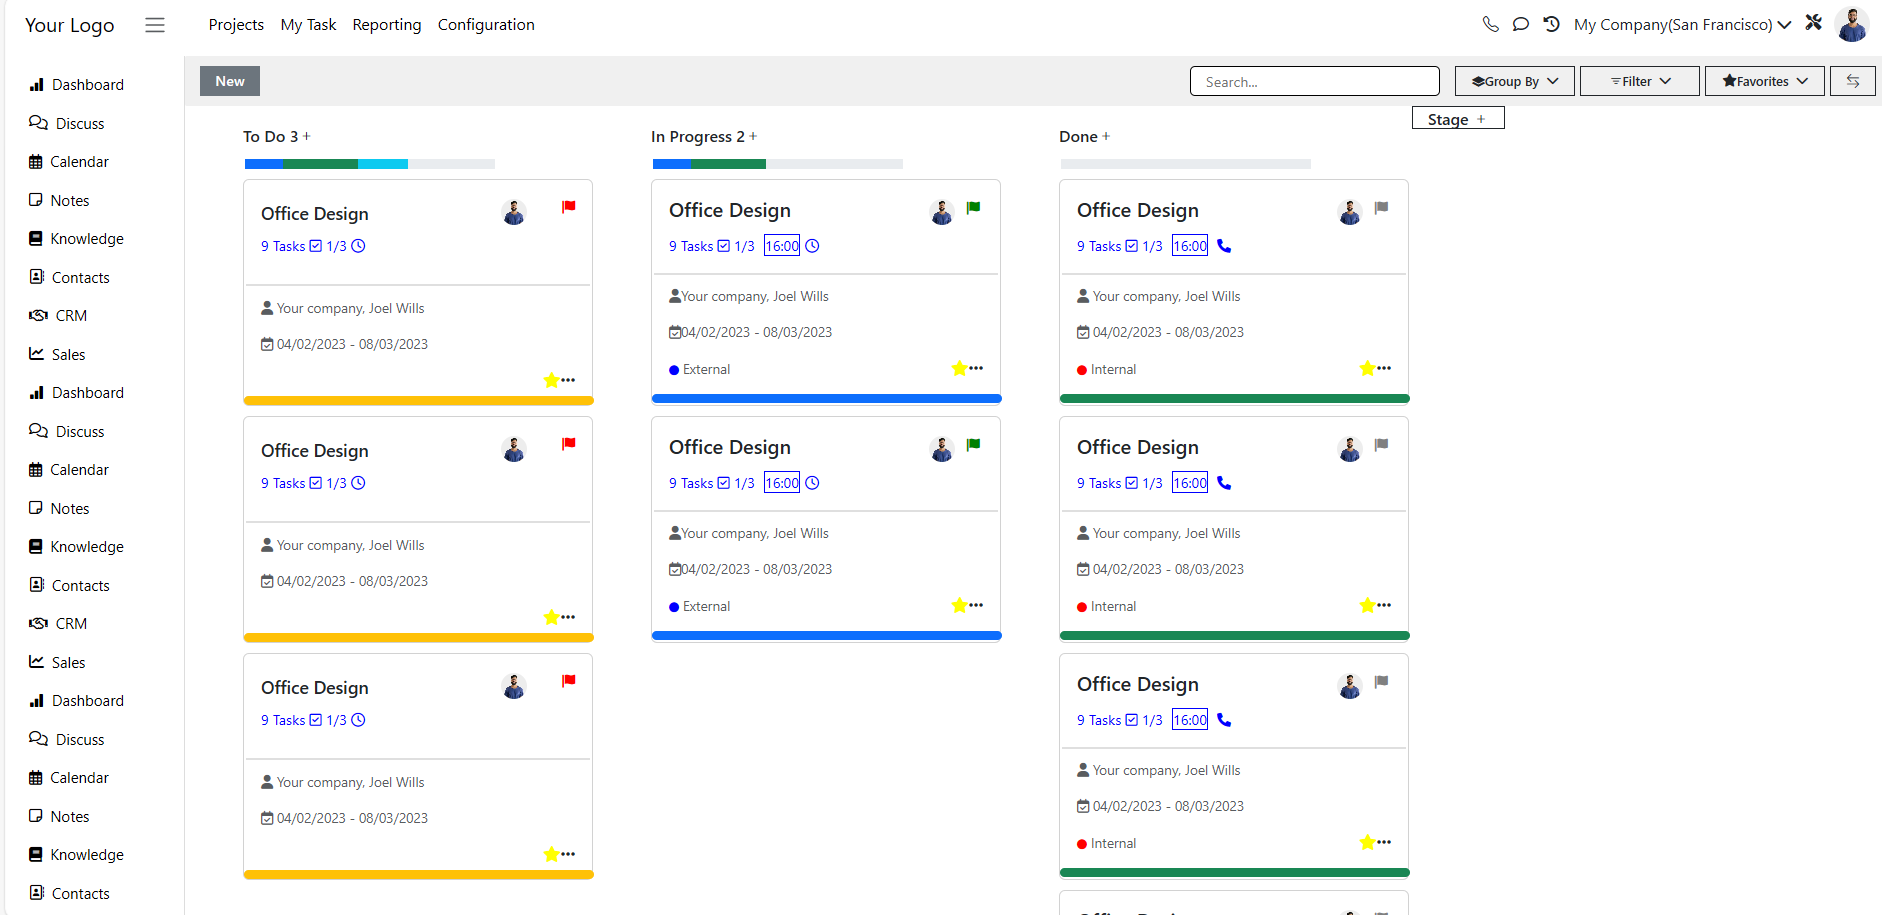 Your Logo
Projects My Task Reporting Configuration
My Company(San Francisco)
Dashboard
Discuss
Calendar
Notes
Knowledge
Contacts
CRM
Sales
Dashboard
Discuss
Calendar
Notes
Knowledge
Contacts
CRM
Sales
Dashboard
Discuss
Calendar
Notes
Knowledge
Contacts
New
Search...
Group By
Filter
Favorites
Stage +
To Do 3 +
Office Design
9 Tasks 1/3
Your company, Joel Wills
04/02/2023 - 08/03/2023
Office Design
9 Tasks 1/3
Your company, Joel Wills
04/02/2023 - 08/03/2023
Office Design
9 Tasks 1/3
Your company, Joel Wills
04/02/2023 - 08/03/2023
In Progress 2 +
Office Design
9 Tasks 1/3 16:00
Your company, Joel Wills
04/02/2023 - 08/03/2023
External
Office Design
9 Tasks 1/3 16:00
Your company, Joel Wills
04/02/2023 - 08/03/2023
External
Done +
Office Design
9 Tasks 1/3 16:00
Your company, Joel Wills
04/02/2023 - 08/03/2023
Internal
Office Design
9 Tasks 1/3 16:00
Your company, Joel Wills
04/02/2023 - 08/03/2023
Internal
Office Design
9 Tasks 1/3 16:00
Your company, Joel Wills
04/02/2023 - 08/03/2023
Internal